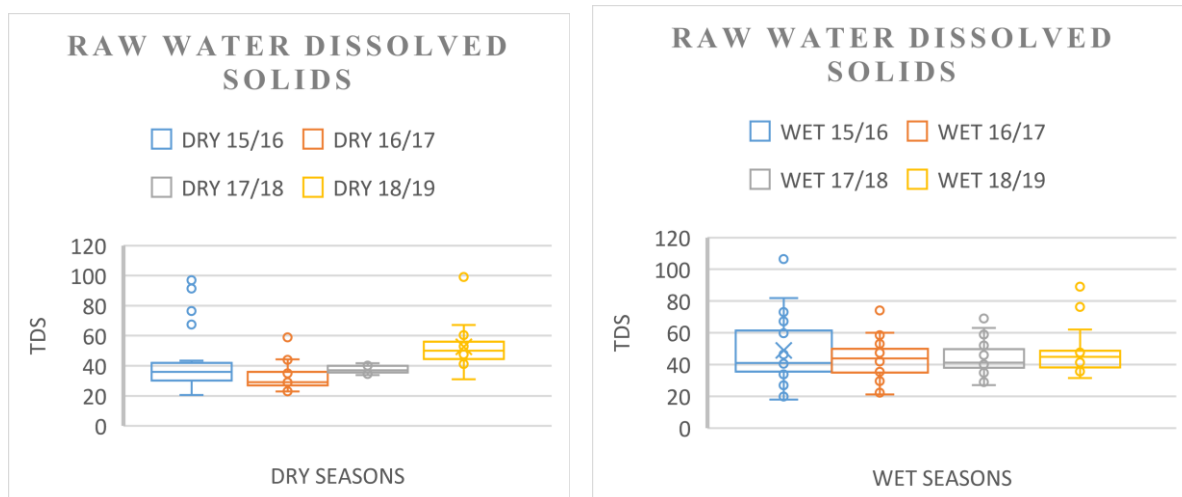 RAW WATER DISSOLVED
SOLIDS
DRY 15/16 DRY 16/17
DRY 17/18 DRY 18/19
120
100
80
60
40
20
0
TDS
DRY SEASONS
RAW WATER DISSOLVED
SOLIDS
WET 15/16 WET 16/17
WET 17/18 WET 18/19
120
100
80
60
40
20
0
TDS
WET SEASONS